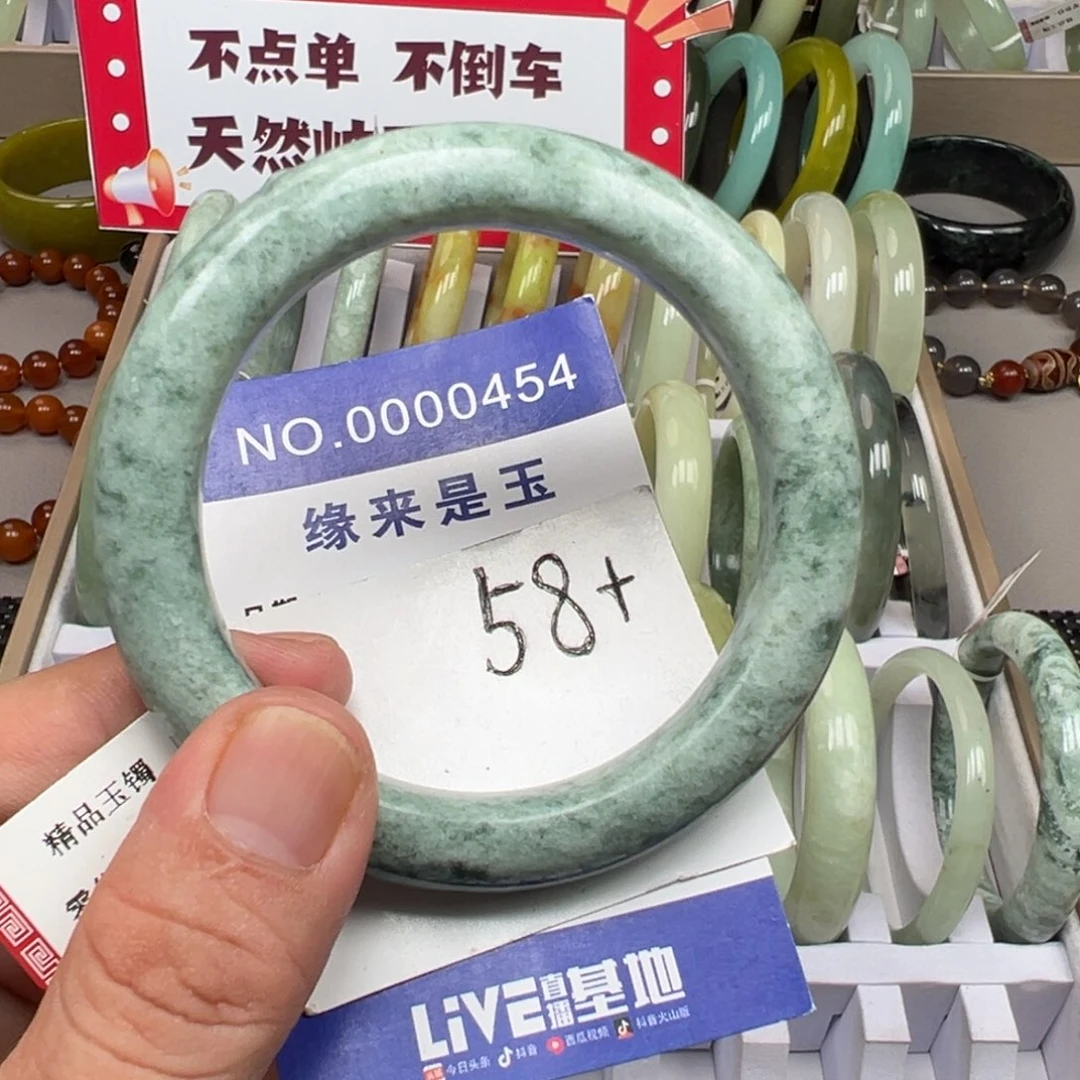 不点单 不倒车
天然
NO.0000454
缘来是玉
58+
精品玉镯
LiVE直播基地
今日头条 抖音 西瓜视频 抖音火山版